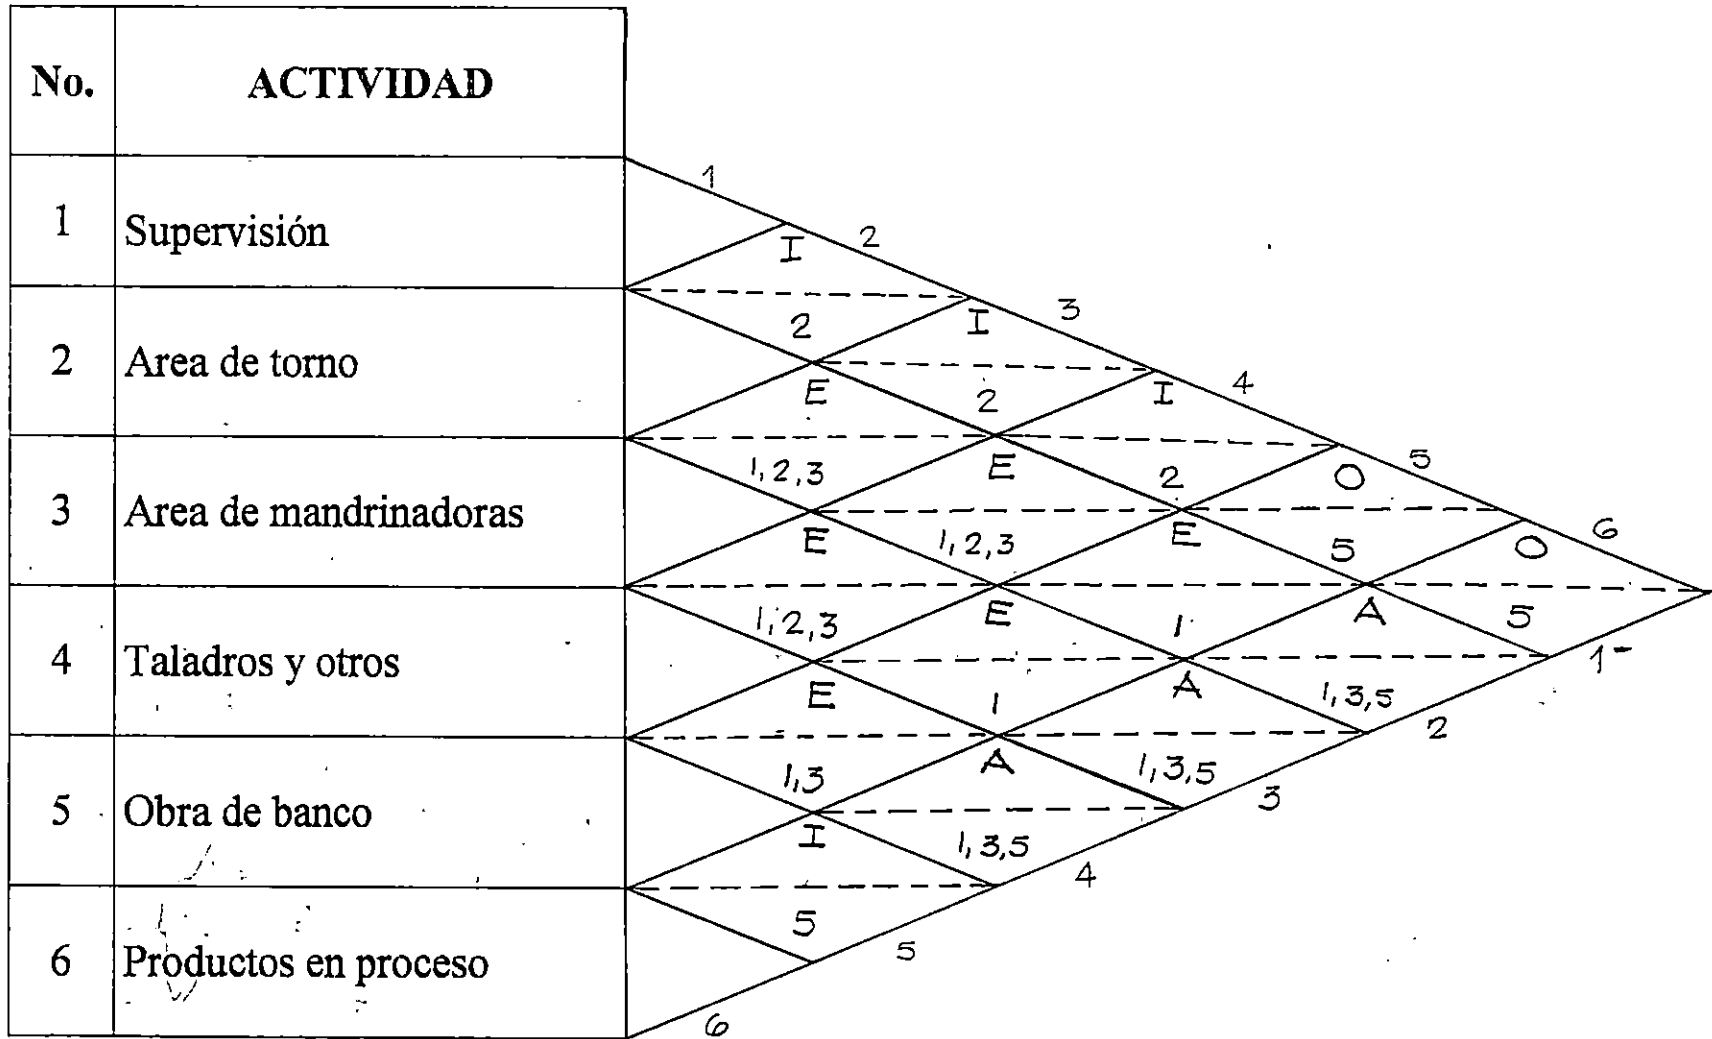 No. ACTIVIDAD
1
1 Supervisión
I 2
2 I 3
2 Area de torno
E 2 I 4
1,2,3 E 2 O 5
3 Area de mandrinadoras
E 1,2,3 E 5 O 6
1,2,3 E 1 A 5
4 Taladros y otros
1
E 1 A 1,3,5
2
1,3 A 1,3,5
5 Obra de banco
3
I 1,3,5
4
5
6 Productos en proceso
5
6